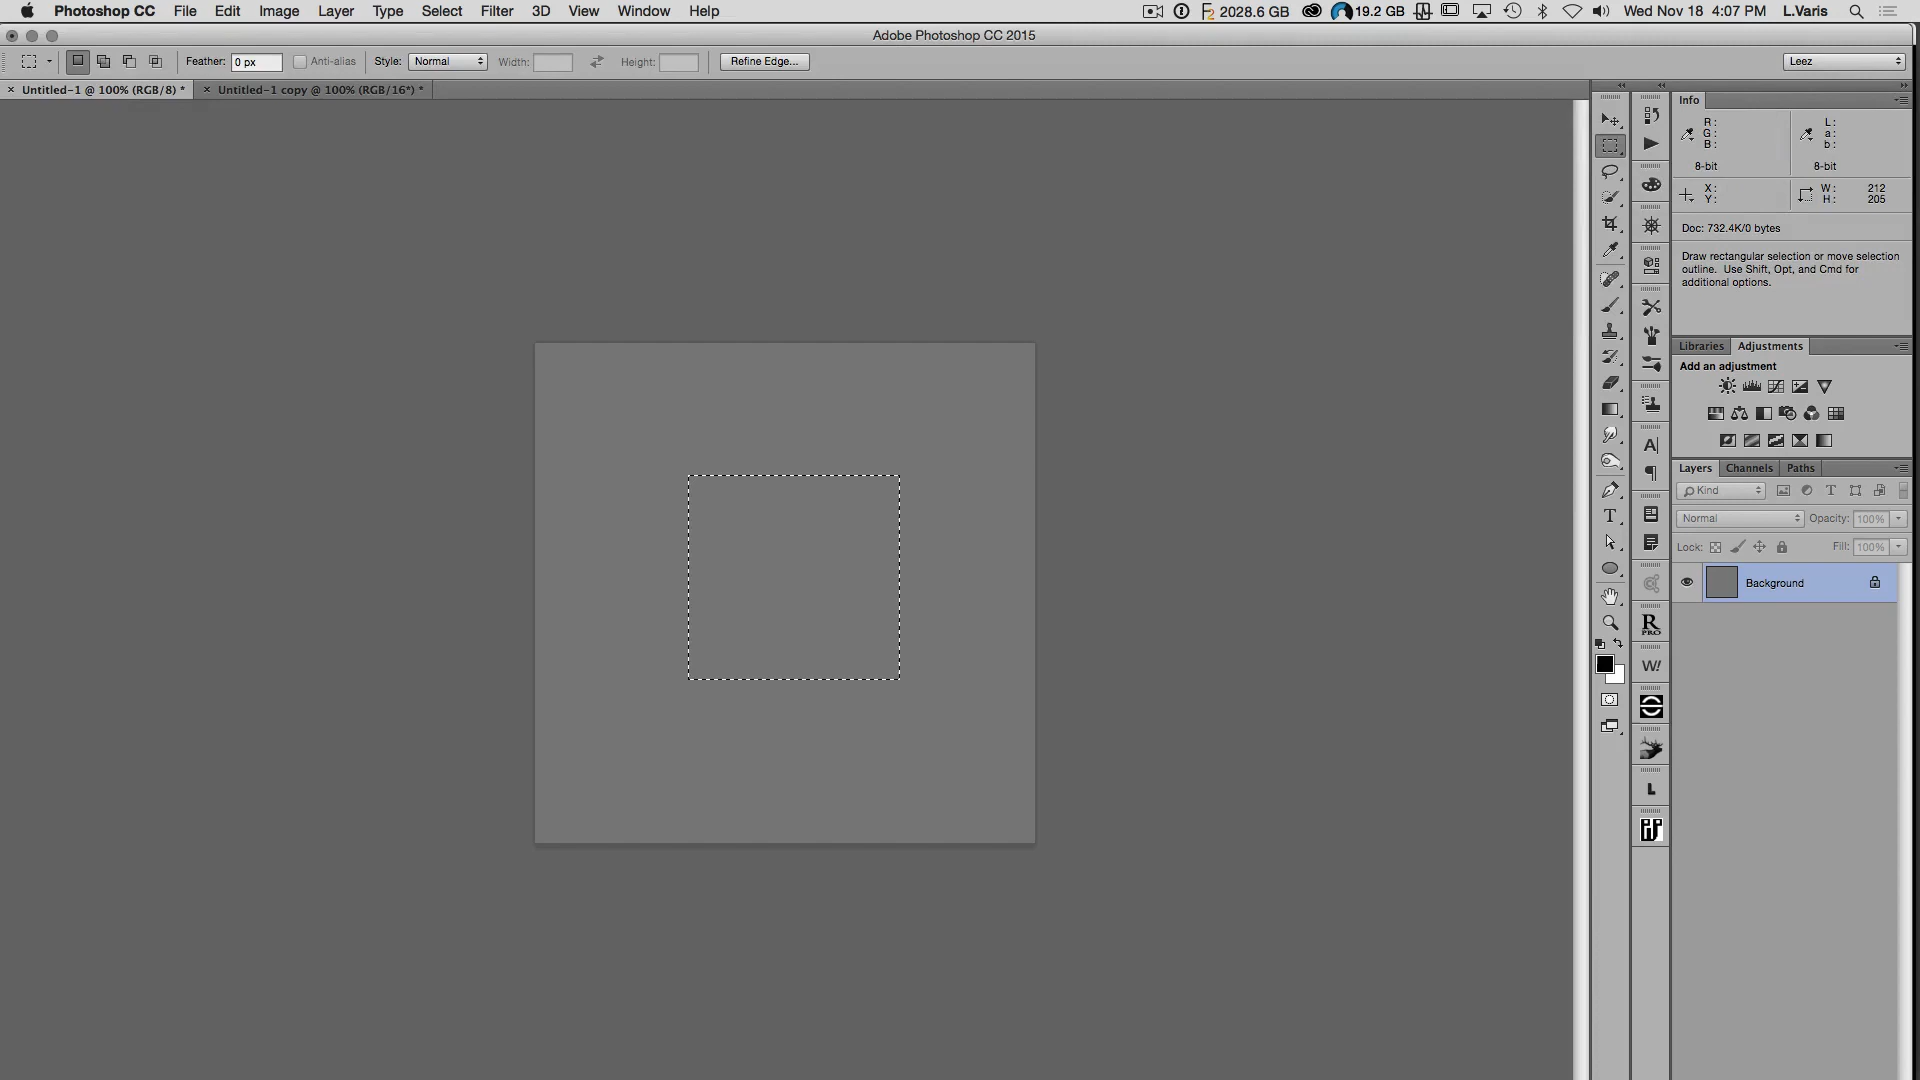 Photoshop CC File Edit Image Layer Type Select Filter 3D View Window Help 2028.6 GB 19.2 GB Wed Nov 18 4:07 PM L.Varis
Adobe Photoshop CC 2015
Feather: 0 px Anti-alias Style: Normal Width: Height: Refine Edge... Leez
Untitled-1 @ 100% (RGB/8) * Untitled-1 copy @ 100% (RGB/16*) *
Info
R: L:
G: a:
B: b:
8-bit 8-bit
X: W: 212
Y: H: 205
Doc: 732.4K/0 bytes
Draw rectangular selection or move selection
outline. Use Shift, Opt, and Cmd for
additional options.
Libraries Adjustments
Add an adjustment
Layers Channels Paths
Kind
Normal Opacity: 100%
Lock: Fill: 100%
Background
R
PRO
W!
L